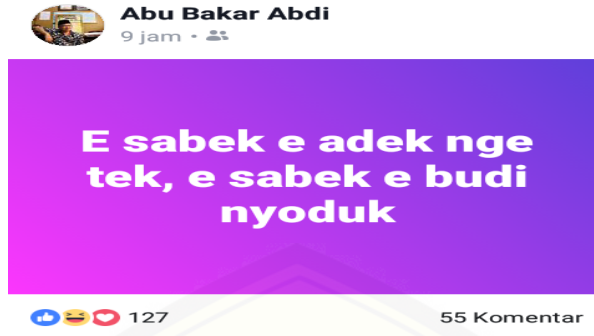 Abu Bakar Abdi
9 jam •
E sabek e adek nge
tek, e sabek e budi
nyoduk
127
55 Komentar